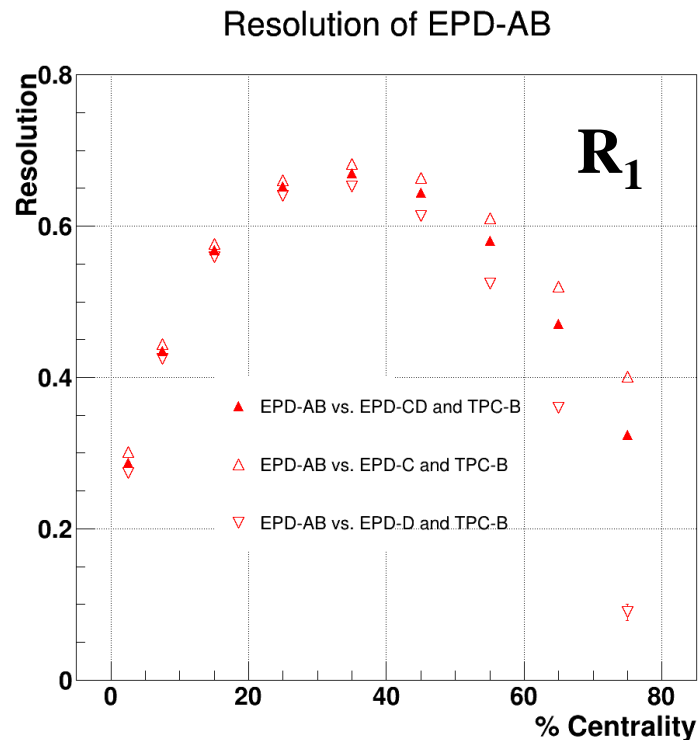 Resolution of EPD-AB
Resolution
0.8
0.6
0.4
0.2
0
R1
EPD-AB vs. EPD-CD and TPC-B
EPD-AB vs. EPD-C and TPC-B
EPD-AB vs. EPD-D and TPC-B
0 20 40 60 80
% Centrality